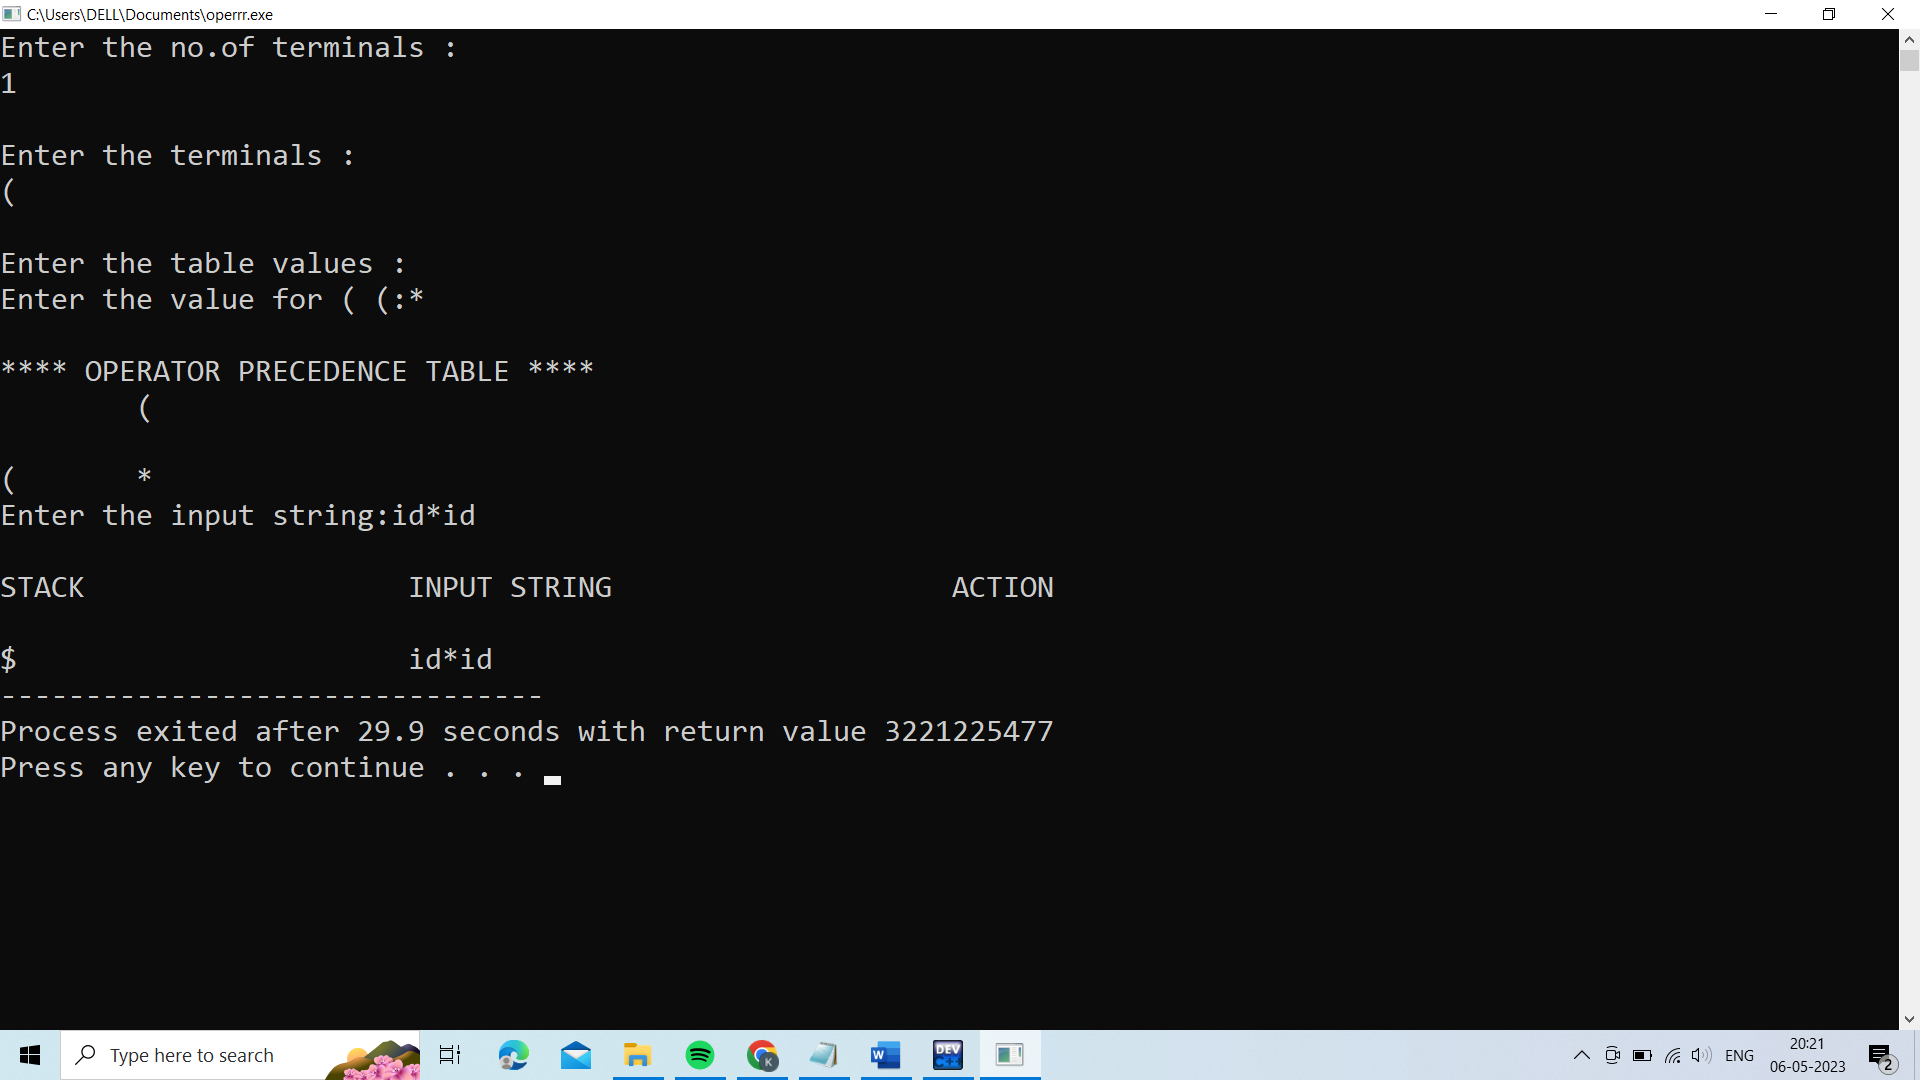 C:\Users\DELL\Documents\operrr.exe
Enter the no.of terminals :
1
Enter the terminals :
(
Enter the table values :
Enter the value for ( (:*
**** OPERATOR PRECEDENCE TABLE ****
(
( *
Enter the input string:id*id
STACK INPUT STRING ACTION
$ id*id
--------------------------------
Process exited after 29.9 seconds with return value 3221225477
Press any key to continue . . .
Type here to search
K
W
DEV
C++
ENG
20:21
06-05-2023
2